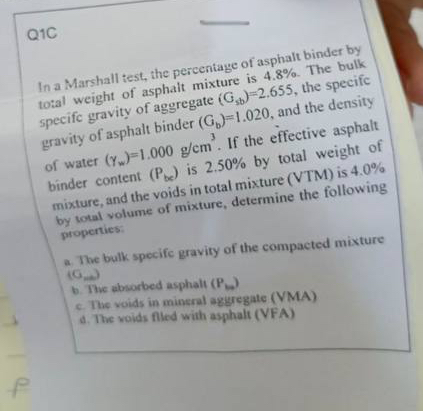 Q1C
In a Marshall test, the percentage of asphalt binder by
total weight of asphalt mixture is 4.8%. The bulk
specifc gravity of aggregate (Gsb)=2.655, the specifc
gravity of asphalt binder (Gb)=1.020, and the density
of water (γw)=1.000 g/cm³. If the effective asphalt
binder content (Pbe) is 2.50% by total weight of
mixture, and the voids in total mixture (VTM) is 4.0%
by total volume of mixture, determine the following
properties:
a. The bulk specifc gravity of the compacted mixture
(Gmb)
b. The absorbed asphalt (Pba)
c. The voids in mineral aggregate (VMA)
d. The voids flled with asphalt (VFA)